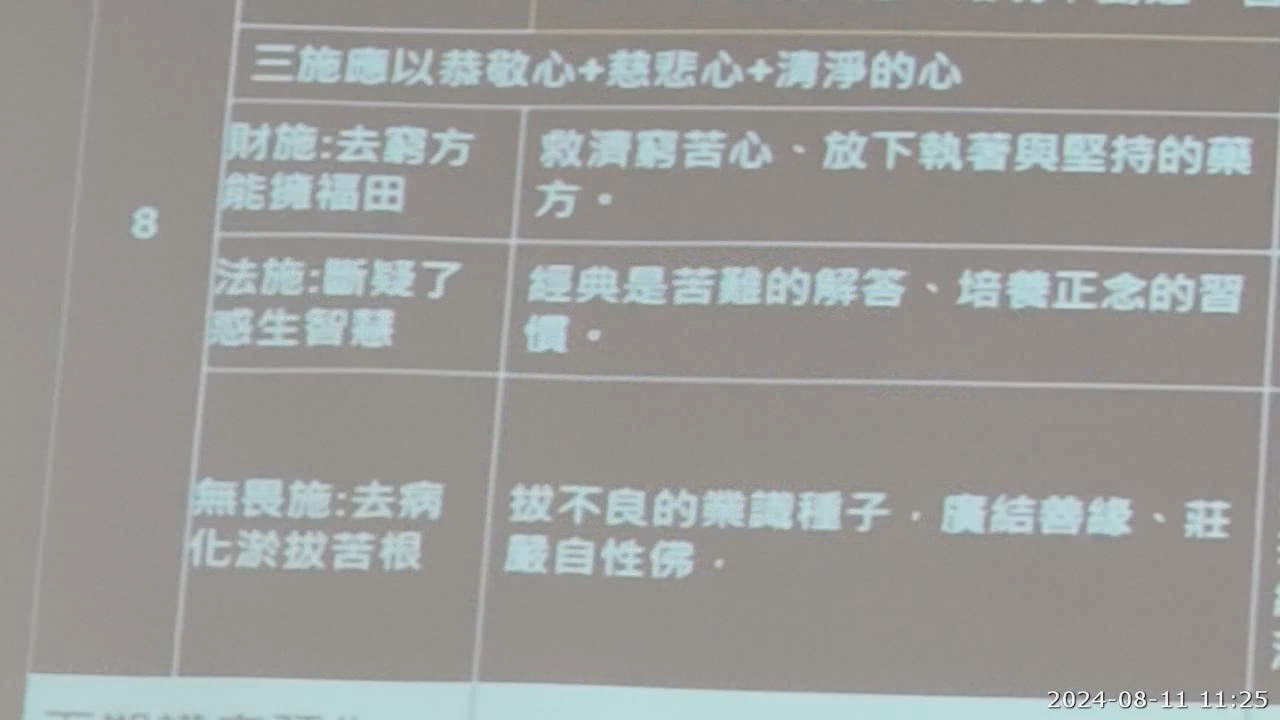 三施應以恭敬心+慈悲心+清淨的心
8
財施:去窮方
能擁福田
救濟窮苦心、放下執著與堅持的藥
方。
法施:斷疑了
惑生智慧
經典是苦難的解答、培養正念的習
慣。
無畏施:去病
化淤拔苦根
拔不良的業識種子，廣結善緣、莊
嚴自性佛．
2024-08-11 11:25